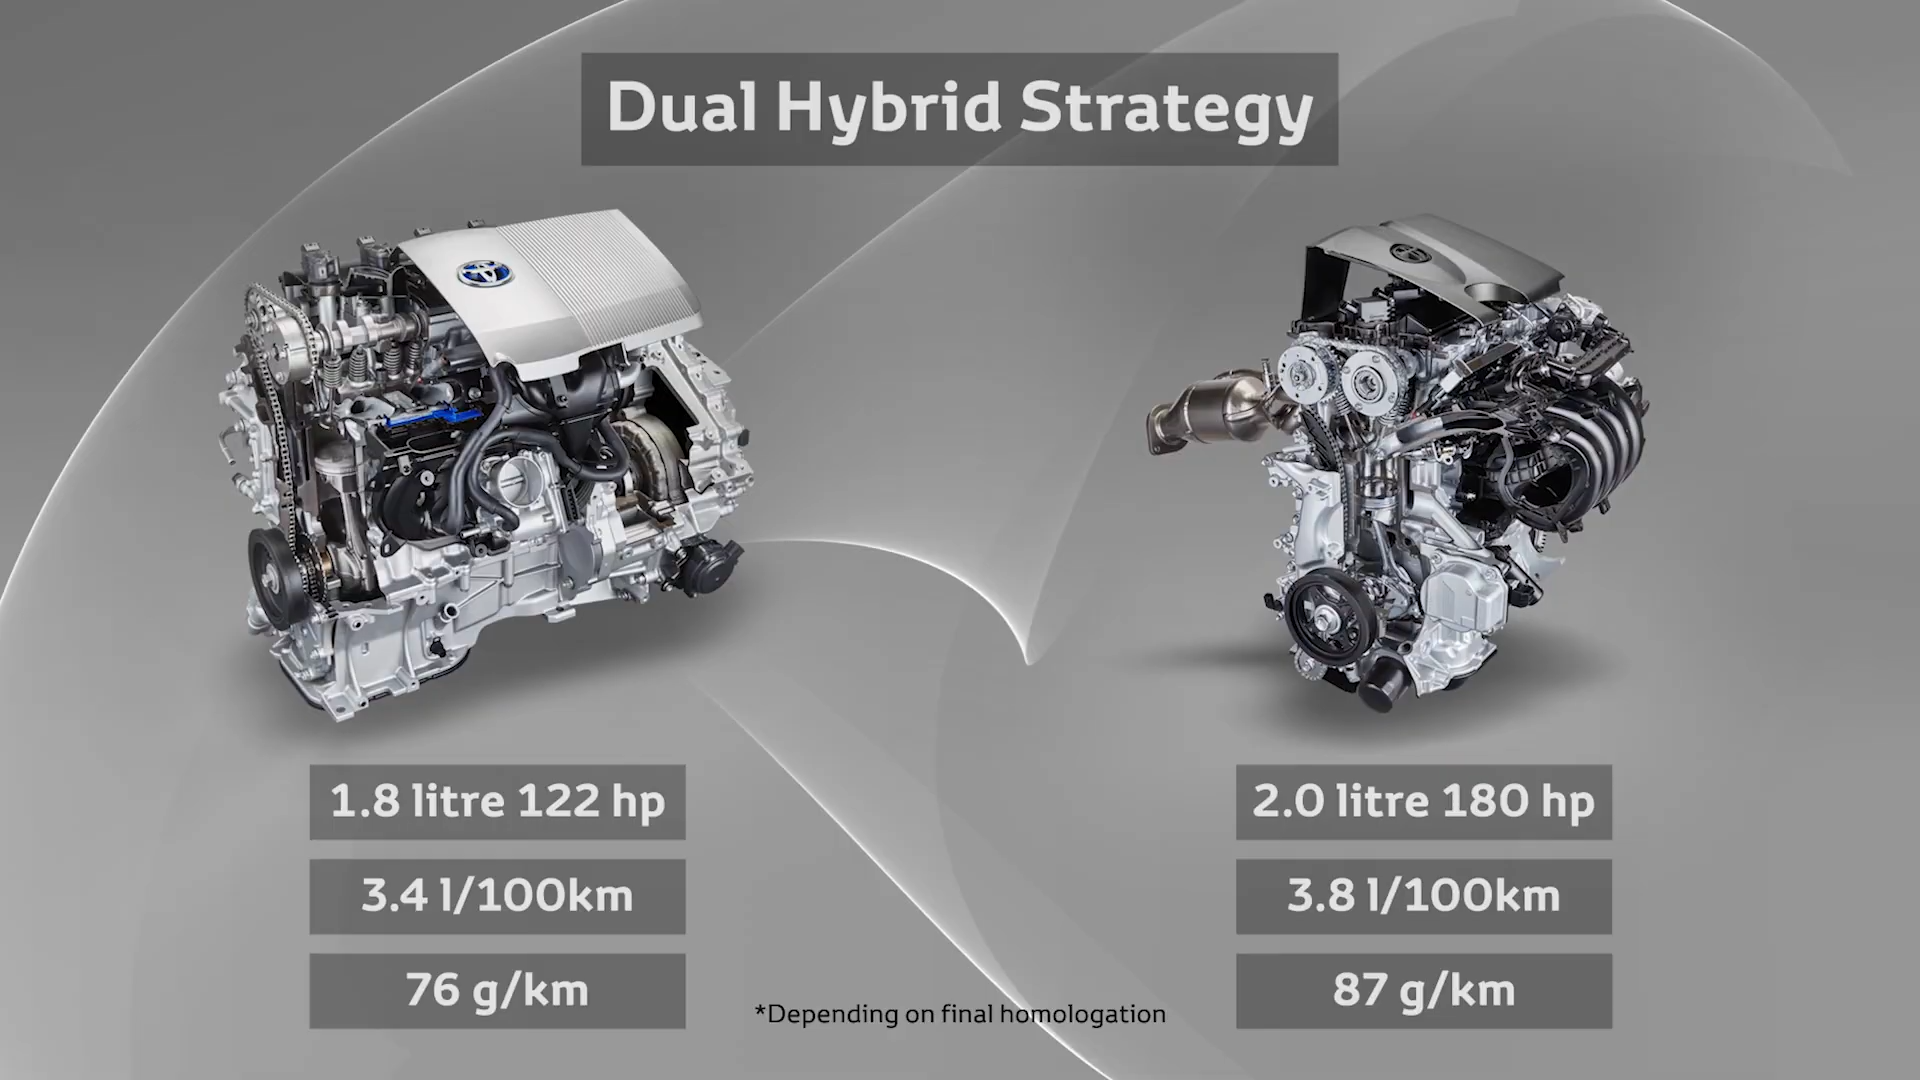 Dual Hybrid Strategy
1.8 litre 122 hp
3.4 l/100km
76 g/km
2.0 litre 180 hp
3.8 l/100km
87 g/km
*Depending on final homologation